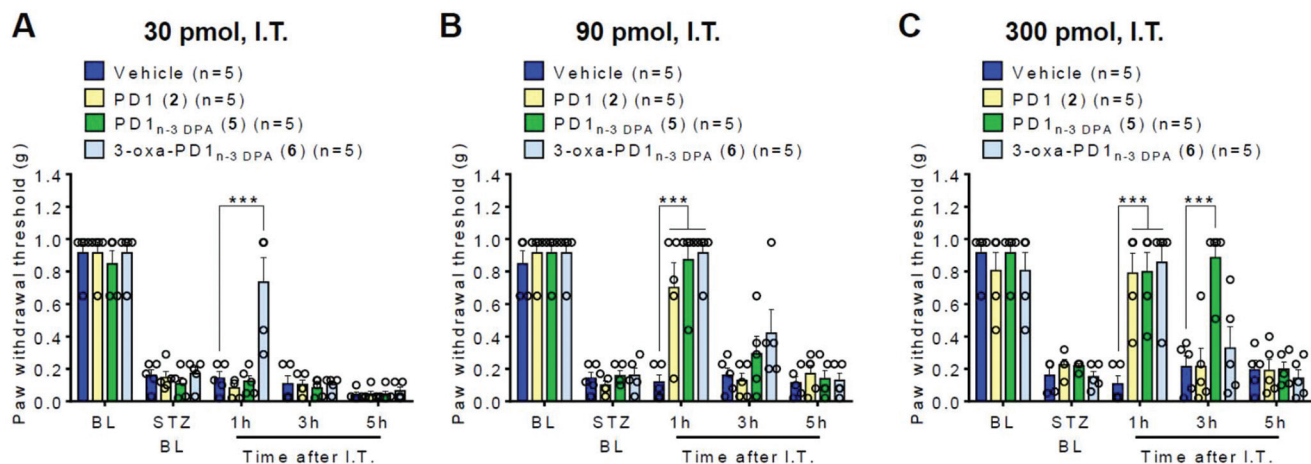 A
30 pmol, I.T.
Vehicle (n=5)
PD1 (2) (n=5)
PD1n-3 DPA (5) (n=5)
3-oxa-PD1n-3 DPA (6) (n=5)
Paw withdrawal threshold (g)
1.4
1.2
1.0
0.8
0.6
0.4
0.2
0.0
***
BL
STZ
BL
1h
3h
5h
Time after I.T.
B
90 pmol, I.T.
Vehicle (n=5)
PD1 (2) (n=5)
PD1n-3 DPA (5) (n=5)
3-oxa-PD1n-3 DPA (6) (n=5)
Paw withdrawal threshold (g)
1.4
1.2
1.0
0.8
0.6
0.4
0.2
0.0
***
BL
STZ
BL
1h
3h
5h
Time after I.T.
C
300 pmol, I.T.
Vehicle (n=5)
PD1 (2) (n=5)
PD1n-3 DPA (5) (n=5)
3-oxa-PD1n-3 DPA (6) (n=5)
Paw withdrawal threshold (g)
1.4
1.2
1.0
0.8
0.6
0.4
0.2
0.0
***
***
BL
STZ
BL
1h
3h
5h
Time after I.T.